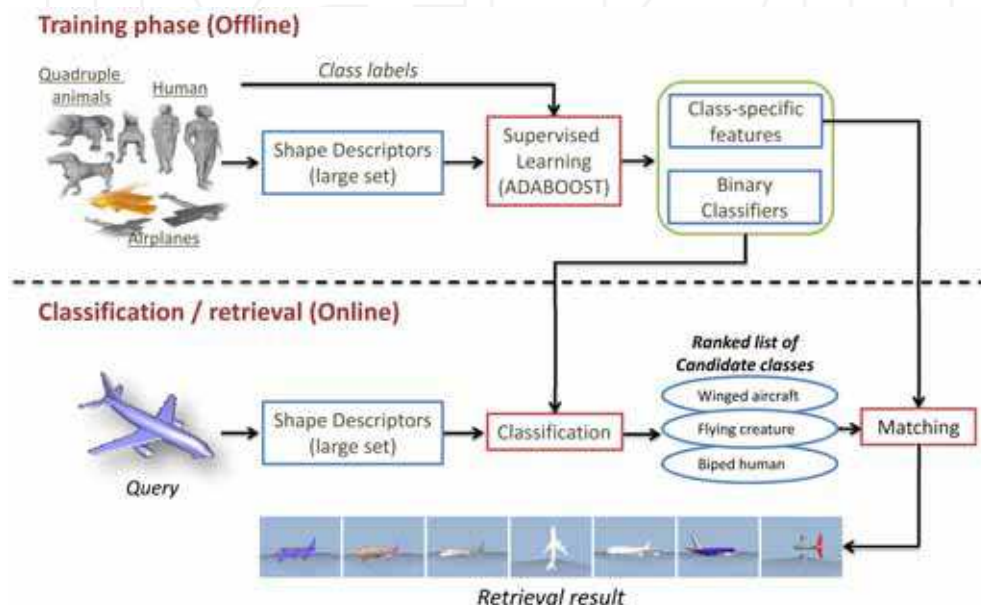 Training phase (Offline)
Quadruple
animals
Human
Airplanes
Class labels
Shape Descriptors
(large set)
Supervised
Learning
(ADABOOST)
Class-specific
features
Binary
Classifiers
Classification / retrieval (Online)
Query
Shape Descriptors
(large set)
Classification
Ranked list of
Candidate classes
Winged aircraft
Flying creature
Biped human
Matching
Retrieval result